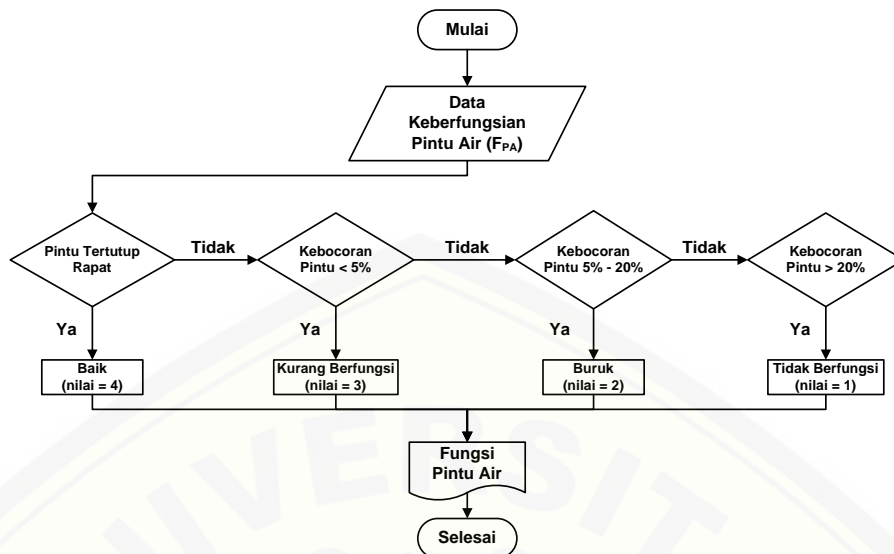 Mulai
Data
Keberfungsian
Pintu Air (FPA)
Pintu Tertutup
Rapat
Tidak
Kebocoran
Pintu < 5%
Tidak
Kebocoran
Pintu 5% - 20%
Tidak
Kebocoran
Pintu > 20%
Ya
Ya
Ya
Ya
Baik
(nilai = 4)
Kurang Berfungsi
(nilai = 3)
Buruk
(nilai = 2)
Tidak Berfungsi
(nilai = 1)
Fungsi
Pintu Air
Selesai